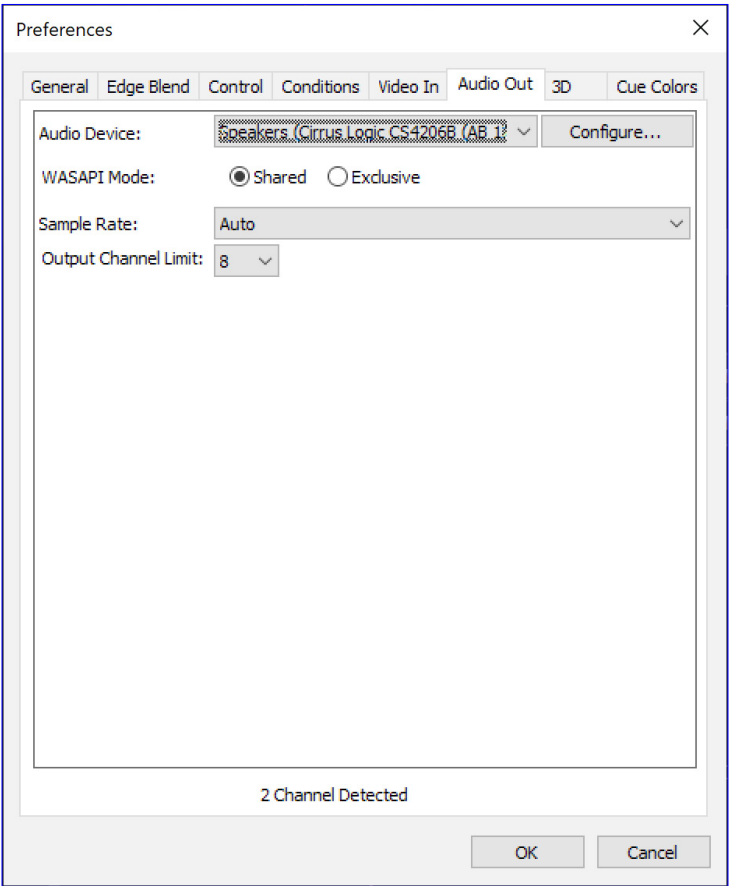 Preferences
General Edge Blend Control Conditions Video In Audio Out 3D Cue Colors
Audio Device: Speakers (Cirrus Logic CS4206B (AB 1 Configure...
WASAPI Mode: Shared Exclusive
Sample Rate: Auto
Output Channel Limit: 8
2 Channel Detected
OK Cancel